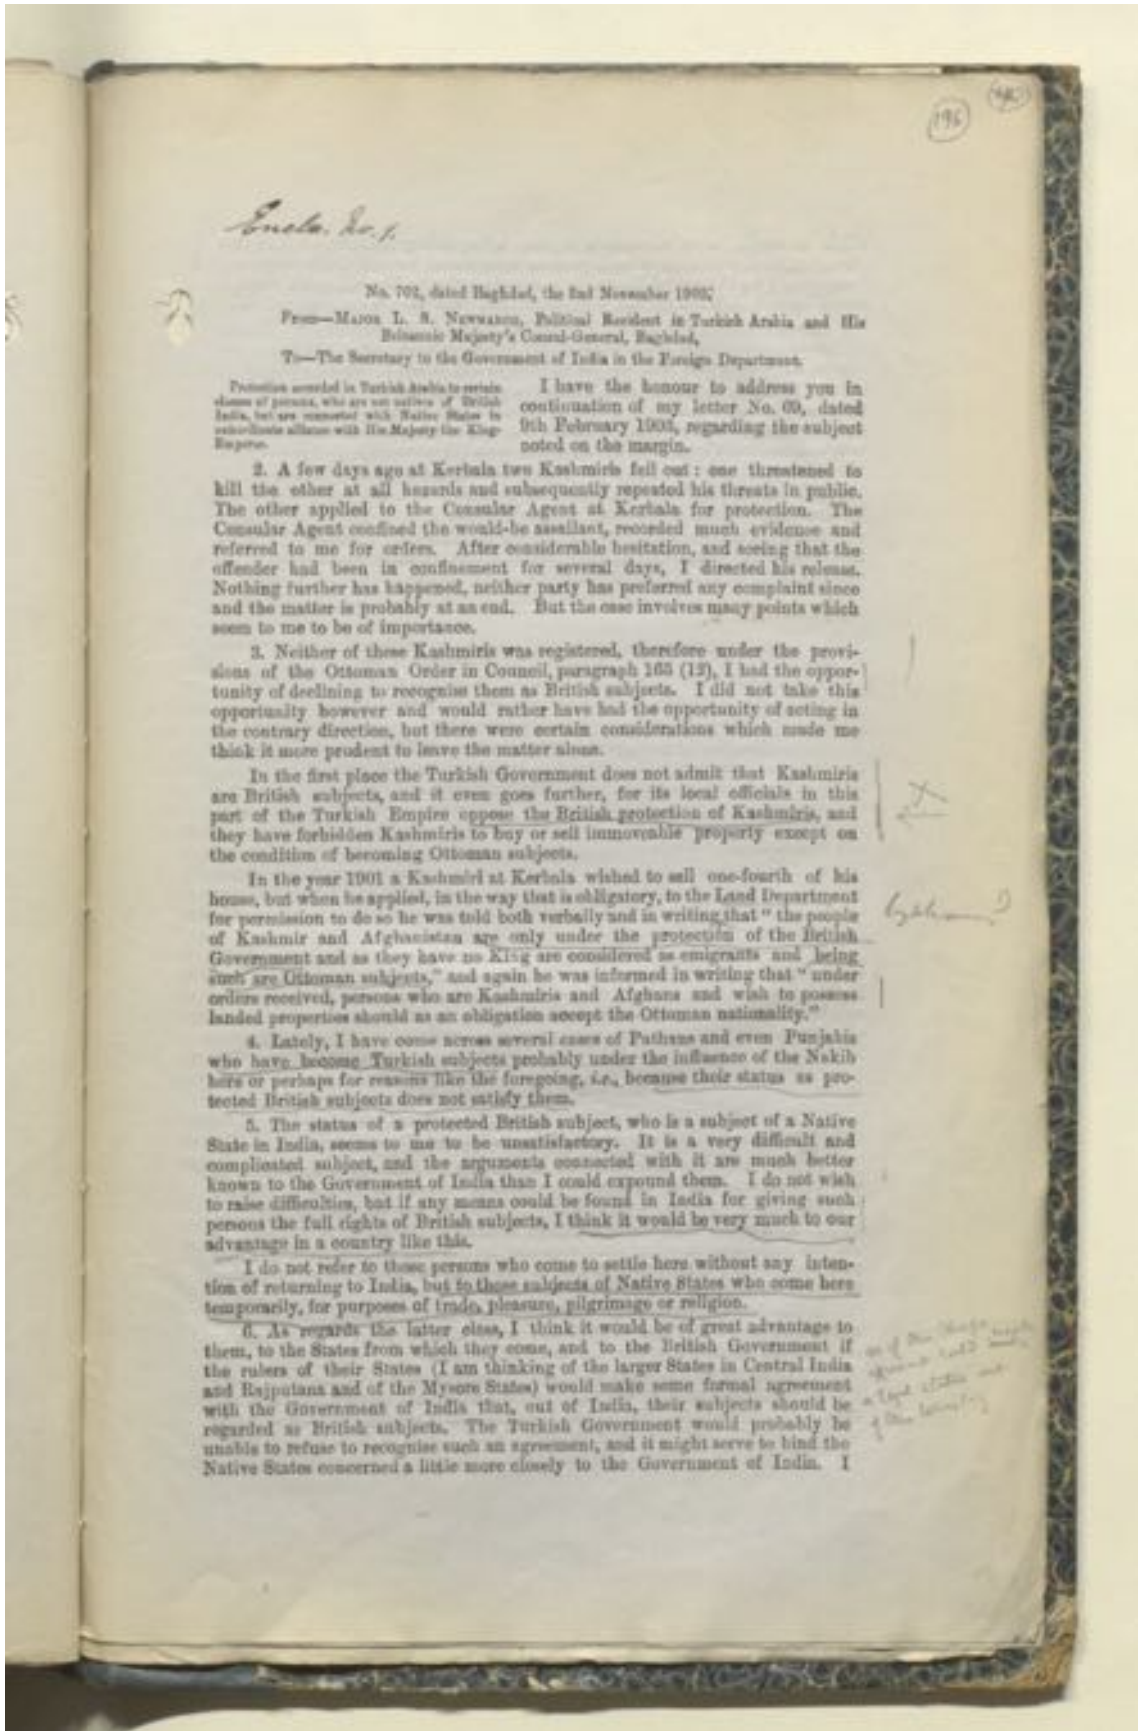 196
Encl. No. 1.
No. 702, dated Baghdad, the 2nd November 1903.
From—Major L. S. Newmarch, Political Resident in Turkish Arabia and His
Britannic Majesty's Consul-General, Baghdad,
To—The Secretary to the Government of India in the Foreign Department.
Protection accorded in Turkish Arabia to certain
classes of persons, who are not natives of British
India, but are connected with Native States in
subordinate alliance with His Majesty the King-
Emperor.
I have the honour to address you in
continuation of my letter No. 69, dated
9th February 1903, regarding the subject
noted on the margin.
2. A few days ago at Kerbala two Kashmiris fell out: one threatened to
kill the other at all hazards and subsequently repeated his threats in public.
The other applied to the Consular Agent at Kerbala for protection. The
Consular Agent confined the would-be assailant, recorded much evidence and
referred to me for orders. After considerable hesitation, and seeing that the
offender had been in confinement for several days, I directed his release.
Nothing further has happened, neither party has preferred any complaint since
and the matter is probably at an end. But the case involves many points which
seem to me to be of importance.
3. Neither of these Kashmiris was registered, therefore under the provi-
sions of the Ottoman Order in Council, paragraph 165 (12), I had the oppor-
tunity of declining to recognise them as British subjects. I did not take this
opportunity however and would rather have had the opportunity of acting in
the contrary direction, but there were certain considerations which made me
think it more prudent to leave the matter alone.
In the first place the Turkish Government does not admit that Kashmiris
are British subjects, and it even goes further, for its local officials in this
part of the Turkish Empire oppose the British protection of Kashmiris, and
they have forbidden Kashmiris to buy or sell immoveable property except on
the condition of becoming Ottoman subjects.
In the year 1901 a Kashmiri at Kerbala wished to sell one-fourth of his
house, but when he applied, in the way that is obligatory, to the Land Department
for permission to do so he was told both verbally and in writing that "the people
of Kashmir and Afghanistan are only under the protection of the British
Government and as they have no King are considered as emigrants and being
such are Ottoman subjects," and again he was informed in writing that "under
orders received, persons who are Kashmiris and Afghans and wish to possess
landed properties should as an obligation accept the Ottoman nationality."
4. Lately, I have come across several cases of Pathans and even Punjabis
who have become Turkish subjects probably under the influence of the Nakib
here or perhaps for reasons like the foregoing, i.e., because their status as pro-
tected British subjects does not satisfy them.
5. The status of a protected British subject, who is a subject of a Native
State in India, seems to me to be unsatisfactory. It is a very difficult and
complicated subject, and the arguments connected with it are much better
known to the Government of India than I could expound them. I do not wish
to raise difficulties, but if any means could be found in India for giving such
persons the full rights of British subjects, I think it would be very much to our
advantage in a country like this.
I do not refer to those persons who come to settle here without any inten-
tion of returning to India, but to those subjects of Native States who come here
temporarily, for purposes of trade, pleasure, pilgrimage or religion.
6. As regards the latter class, I think it would be of great advantage to
them, to the States from which they come, and to the British Government if
the rulers of their States (I am thinking of the larger States in Central India
and Rajputana and of the Mysore States) would make some formal agreement
with the Government of India that, out of India, their subjects should be
regarded as British subjects. The Turkish Government would probably be
unable to refuse to recognise such an agreement, and it might serve to bind the
Native States concerned a little more closely to the Government of India. I